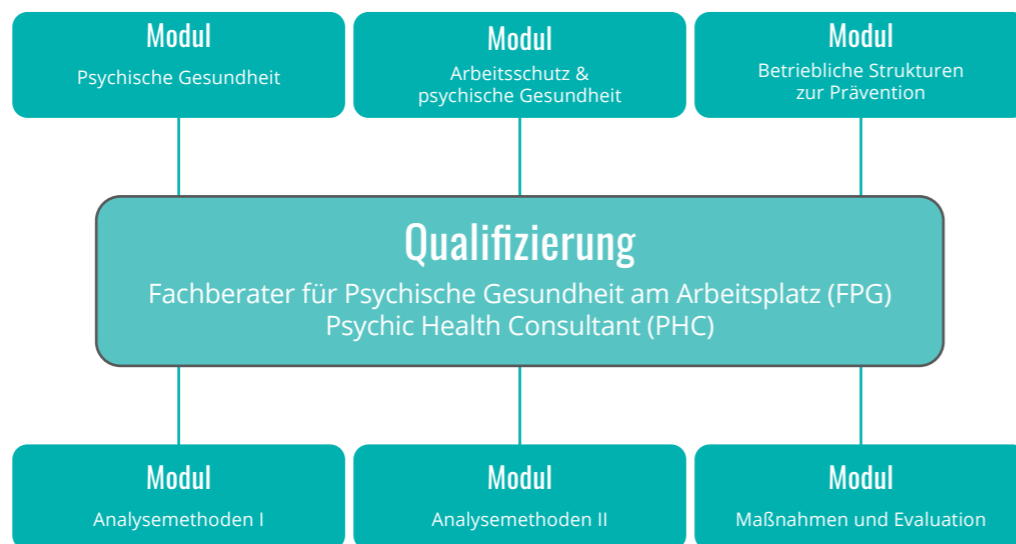 Modul
Psychische Gesundheit
Modul
Arbeitsschutz &
psychische Gesundheit
Modul
Betriebliche Strukturen
zur Prävention
Qualifizierung
Fachberater für Psychische Gesundheit am Arbeitsplatz (FPG)
Psychic Health Consultant (PHC)
Modul
Analysemethoden I
Modul
Analysemethoden II
Modul
Maßnahmen und Evaluation